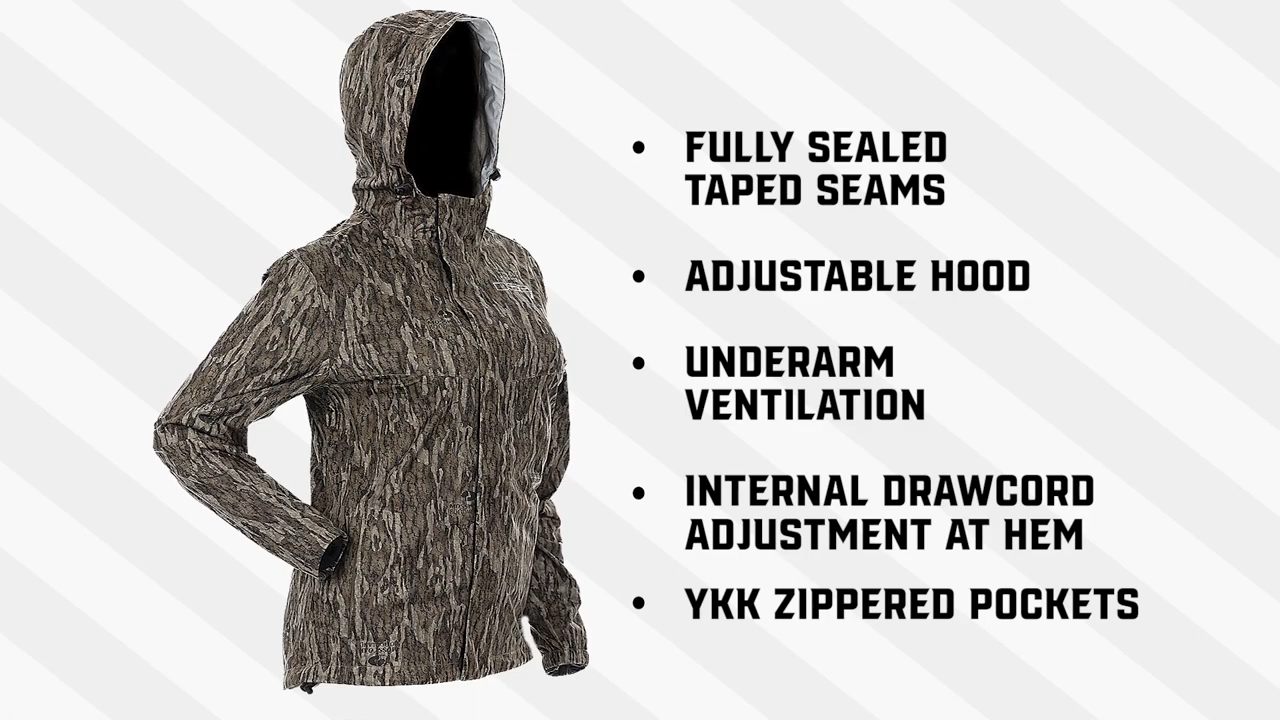 • FULLY SEALED
TAPED SEAMS
• ADJUSTABLE HOOD
• UNDERARM
VENTILATION
• INTERNAL DRAWCORD
ADJUSTMENT AT HEM
• YKK ZIPPERED POCKETS